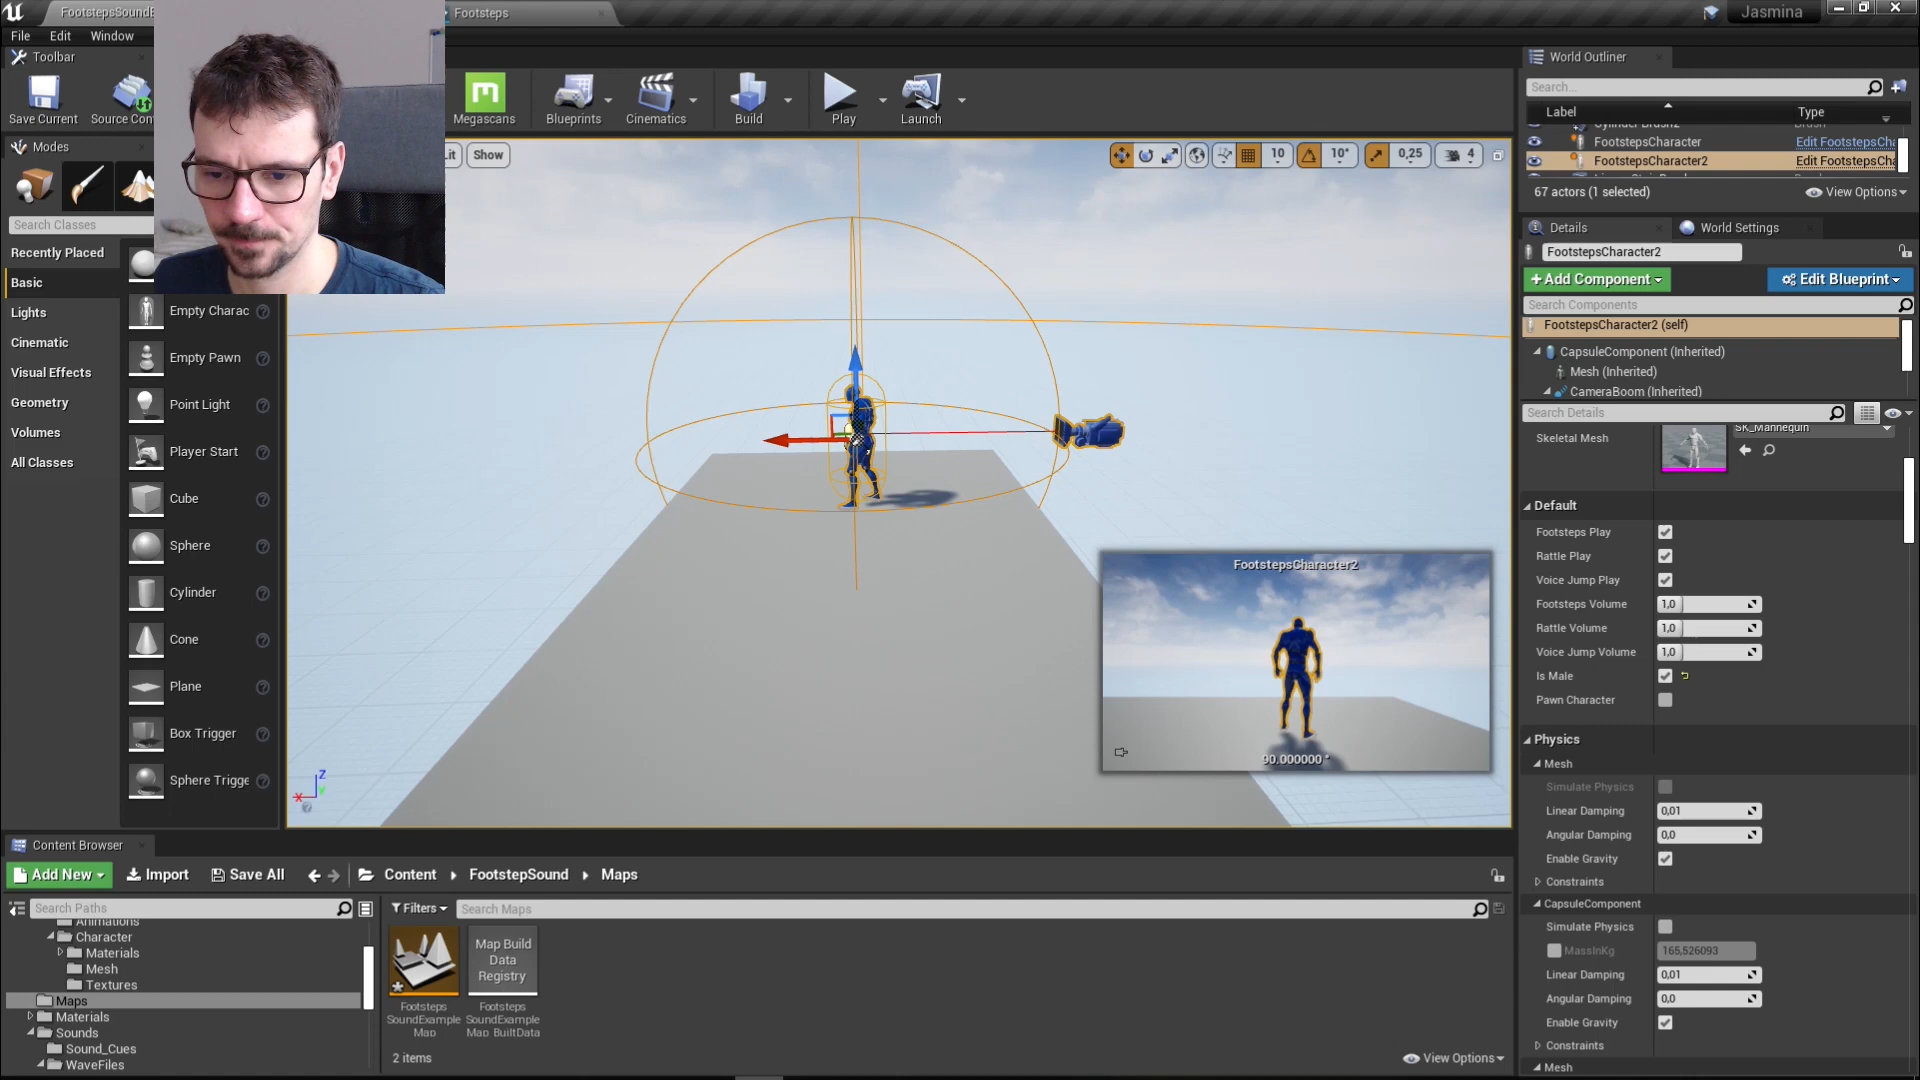 FootstepsSoundE
Footsteps
Jasmina
File Edit Window
Toolbar
Save Current
Source Con
Megascans
Blueprints
Cinematics
Build
Play
Launch
Modes
Search Classes
Recently Placed
Basic
Lights
Cinematic
Visual Effects
Geometry
Volumes
All Classes
Empty Charac
Empty Pawn
Point Light
Player Start
Cube
Sphere
Cylinder
Cone
Plane
Box Trigger
Sphere Trigge
it
Show
10
10°
0,25
4
FootstepsCharacter2
90.000000 °
Z
X
Y
World Outliner
Search...
Label Type
Cylinder Brush2 Brush
FootstepsCharacter Edit FootstepsCha
FootstepsCharacter2 Edit FootstepsCha
67 actors (1 selected)
View Options
Details
World Settings
FootstepsCharacter2
+ Add Component
Edit Blueprint
Search Components
FootstepsCharacter2 (self)
CapsuleComponent (Inherited)
Mesh (Inherited)
CameraBoom (Inherited)
Search Details
Skeletal Mesh
SK_Mannequin
Default
Footsteps Play
Rattle Play
Voice Jump Play
Footsteps Volume 1,0
Rattle Volume 1,0
Voice Jump Volume 1,0
Is Male
Pawn Character
Physics
Mesh
Simulate Physics
Linear Damping 0,01
Angular Damping 0,0
Enable Gravity
Constraints
CapsuleComponent
Simulate Physics
MassInKg 165,526093
Linear Damping 0,01
Angular Damping 0,0
Enable Gravity
Constraints
Mesh
Content Browser
Add New
Import
Save All
Content
FootstepSound
Maps
Search Paths
Filters
Search Maps
Animations
Character
Materials
Mesh
Textures
Maps
Materials
Sounds
Sound_Cues
WaveFiles
Footsteps
SoundExample
Map
Map Build
Data
Registry
Footsteps
SoundExample
Map_BuiltData
2 items
View Options